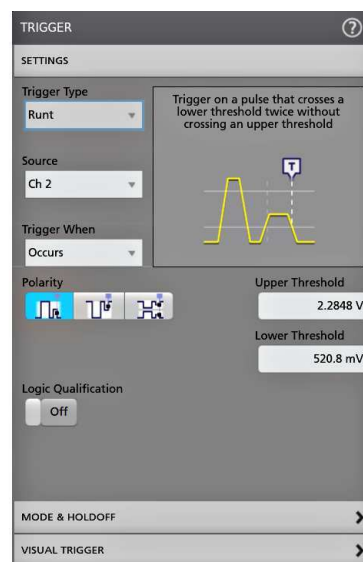 TRIGGER
?
SETTINGS
Trigger Type
Runt
Trigger on a pulse that crosses a
lower threshold twice without
crossing an upper threshold
T
Source
Ch 2
Trigger When
Occurs
Polarity
Upper Threshold
2.2848 V
Lower Threshold
520.8 mV
Logic Qualification
Off
MODE & HOLDOFF
VISUAL TRIGGER